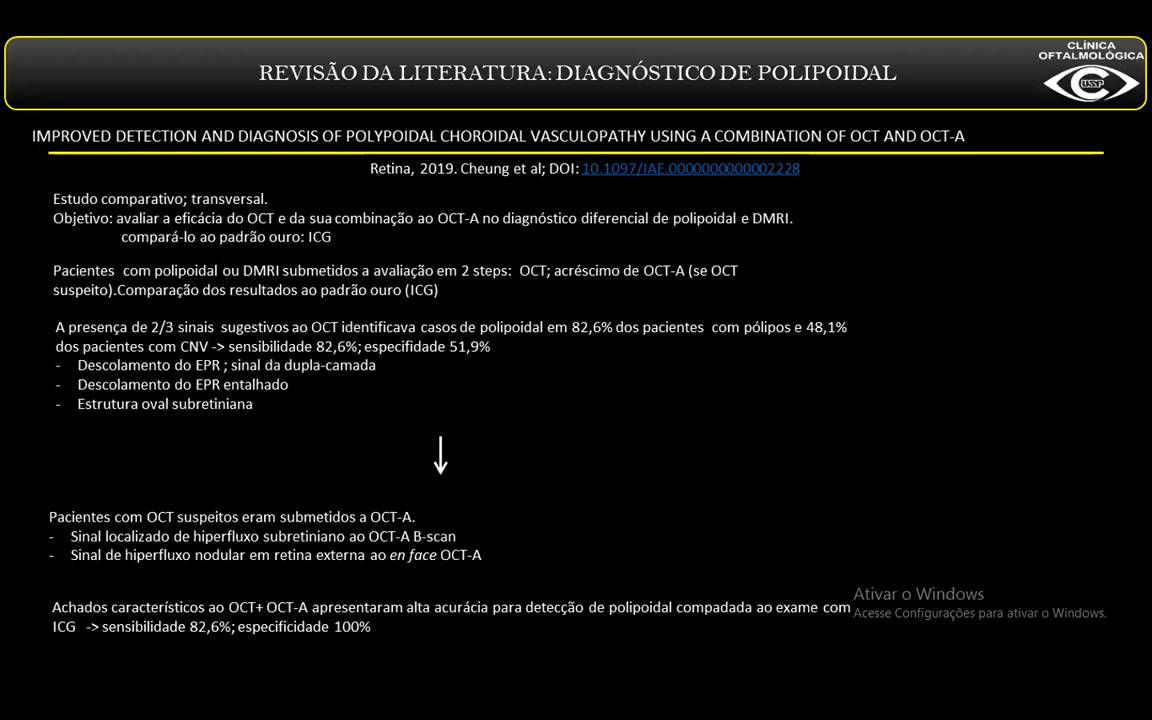 CLÍNICA
OFTALMOLÓGICA
REVISÃO DA LITERATURA: DIAGNÓSTICO DE POLIPOIDAL
IMPROVED DETECTION AND DIAGNOSIS OF POLYPOIDAL CHOROIDAL VASCULOPATHY USING A COMBINATION OF OCT AND OCT-A
Retina, 2019. Cheung et al; DOI: 10.1097/IAE.0000000000002228
Estudo comparativo; transversal.
Objetivo: avaliar a eficácia do OCT e da sua combinação ao OCT-A no diagnóstico diferencial de polipoidal e DMRI.
compará-lo ao padrão ouro: ICG
Pacientes com polipoidal ou DMRI submetidos a avaliação em 2 steps: OCT; acréscimo de OCT-A (se OCT
suspeito).Comparação dos resultados ao padrão ouro (ICG)
A presença de 2/3 sinais sugestivos ao OCT identificava casos de polipoidal em 82,6% dos pacientes com pólipos e 48,1%
dos pacientes com CNV -> sensibilidade 82,6%; especifidade 51,9%
- Descolamento do EPR ; sinal da dupla-camada
- Descolamento do EPR entalhado
- Estrutura oval subretiniana
Pacientes com OCT suspeitos eram submetidos a OCT-A.
- Sinal localizado de hiperfluxo subretiniano ao OCT-A B-scan
- Sinal de hiperfluxo nodular em retina externa ao en face OCT-A
Achados característicos ao OCT+ OCT-A apresentaram alta acurácia para detecção de polipoidal compadada ao exame com
ICG -> sensibilidade 82,6%; especificidade 100%
Ativar o Windows
Acesse Configurações para ativar o Windows.